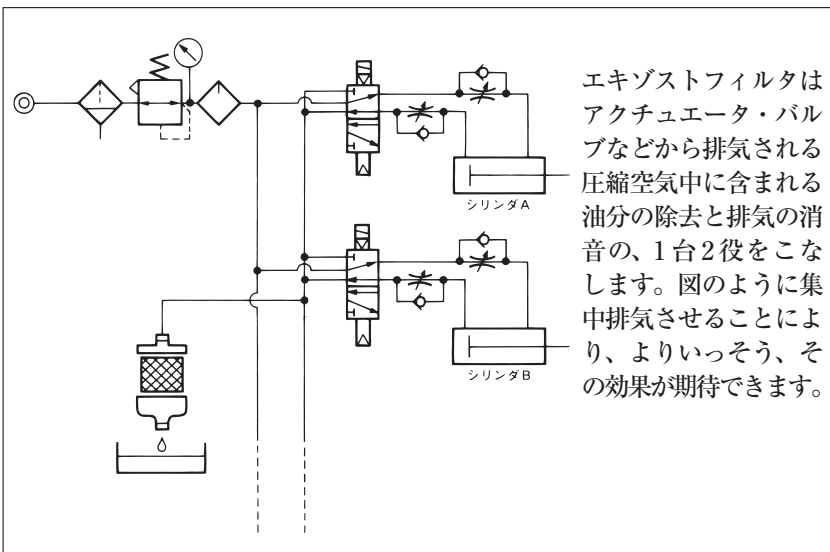 エキゾストフィルタは
アクチュエータ・バル
ブなどから排気される
圧縮空気中に含まれる
油分の除去と排気の消
音の、1台2役をこな
します。図のように集
中排気させることによ
り、よりいっそう、そ
の効果が期待できます。
シリンダA
シリンダB